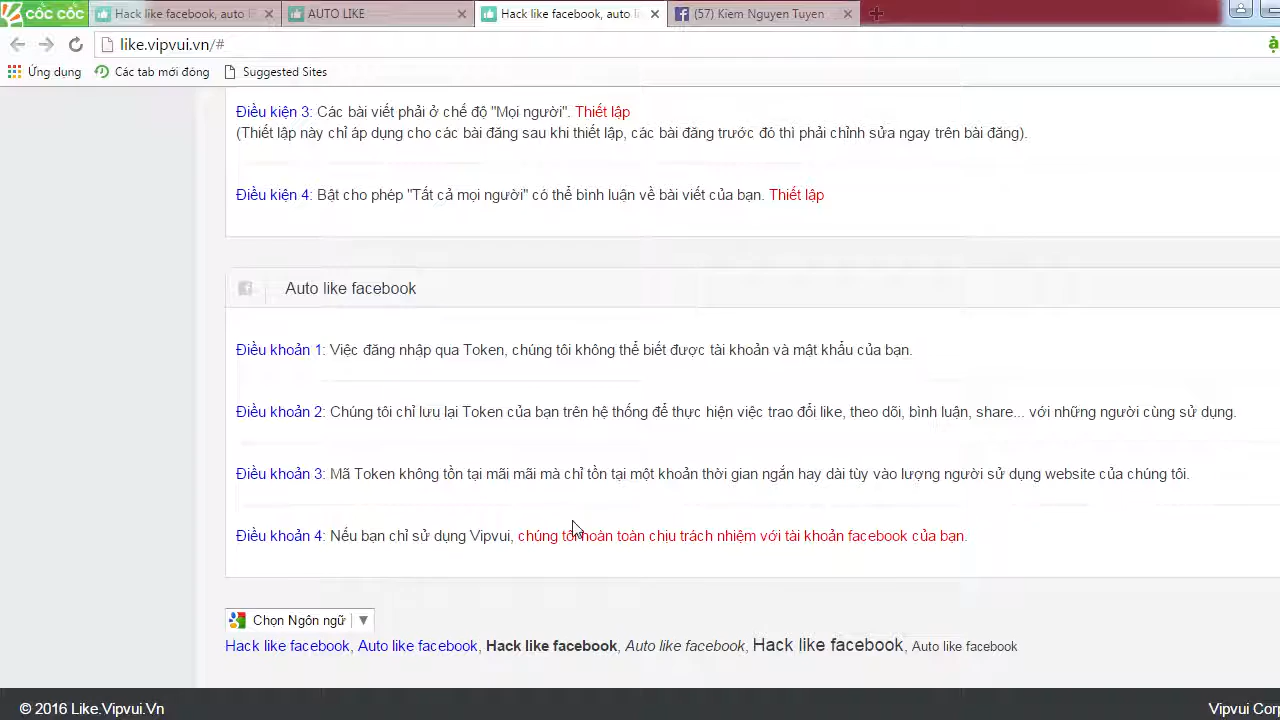 CỐC CỐC
Hack like facebook, auto li
AUTO LIKE
Hack like facebook, auto li
(57) Kiem Nguyen Tuyen
like.vipvui.vn/#
Ứng dụng
Các tab mới đóng
Suggested Sites
Điều kiện 3: Các bài viết phải ở chế độ "Mọi người". Thiết lập
(Thiết lập này chỉ áp dụng cho các bài đăng sau khi thiết lập, các bài đăng trước đó thì phải chỉnh sửa ngay trên bài đăng).
Điều kiện 4: Bật cho phép "Tất cả mọi người" có thể bình luận về bài viết của bạn. Thiết lập
Auto like facebook
Điều khoản 1: Việc đăng nhập qua Token, chúng tôi không thể biết được tài khoản và mật khẩu của bạn.
Điều khoản 2: Chúng tôi chỉ lưu lại Token của bạn trên hệ thống để thực hiện việc trao đổi like, theo dõi, bình luận, share... với những người cùng sử dụng.
Điều khoản 3: Mã Token không tồn tại mãi mãi mà chỉ tồn tại một khoản thời gian ngắn hay dài tùy vào lượng người sử dụng website của chúng tôi.
Điều khoản 4: Nếu bạn chỉ sử dụng Vipvui, chúng tôi hoàn toàn chịu trách nhiệm với tài khoản facebook của bạn.
Chọn Ngôn ngữ ▼
Hack like facebook, Auto like facebook, Hack like facebook, Auto like facebook, Hack like facebook, Auto like facebook
© 2016 Like.Vipvui.Vn
Vipvui Corp